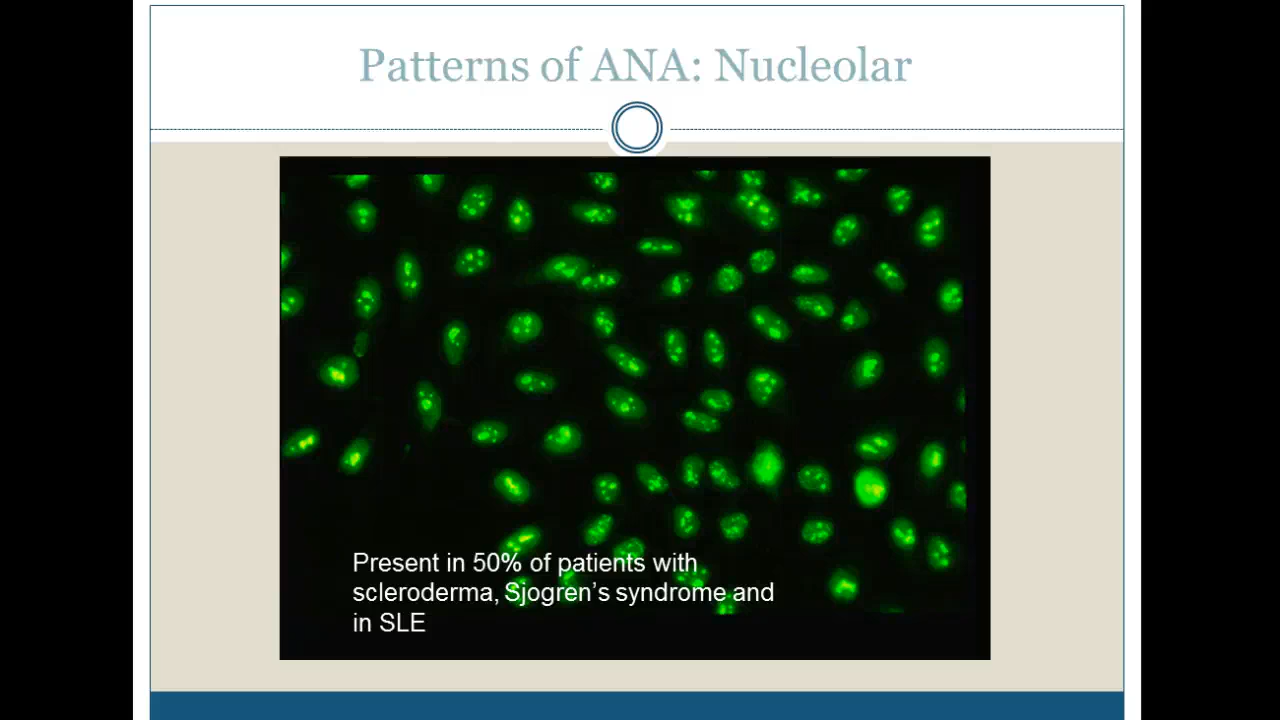 Patterns of ANA: Nucleolar
Present in 50% of patients with
scleroderma, Sjogren’s syndrome and
in SLE